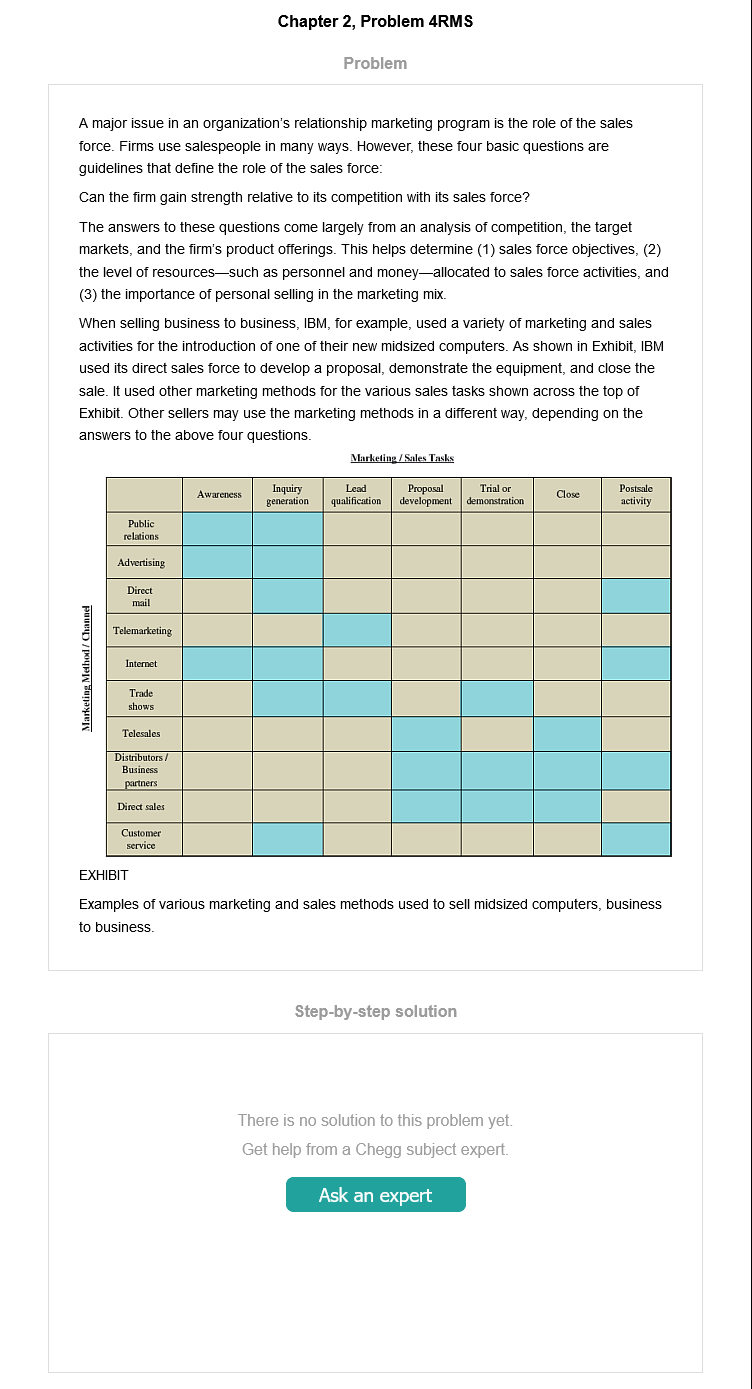 Chapter 2, Problem 4RMS
Problem
A major issue in an organization's relationship marketing program is the role of the sales
force. Firms use salespeople in many ways. However, these four basic questions are
guidelines that define the role of the sales force:
Can the firm gain strength relative to its competition with its sales force?
The answers to these questions come largely from an analysis of competition, the target
markets, and the firm's product offerings. This helps determine (1) sales force objectives, (2)
the level of resources—such as personnel and money—allocated to sales force activities, and
(3) the importance of personal selling in the marketing mix.
When selling business to business, IBM, for example, used a variety of marketing and sales
activities for the introduction of one of their new midsized computers. As shown in Exhibit, IBM
used its direct sales force to develop a proposal, demonstrate the equipment, and close the
sale. It used other marketing methods for the various sales tasks shown across the top of
Exhibit. Other sellers may use the marketing methods in a different way, depending on the
answers to the above four questions.
Marketing / Sales Tasks
Awareness
Inquiry
generation
Lead
qualification
Proposal
development
Trial or
demonstration
Close
Postsale
activity
Marketing Method / Channel
Public
relations
Advertising
Direct
mail
Telemarketing
Internet
Trade
shows
Telesales
Distributors /
Business
partners
Direct sales
Customer
service
EXHIBIT
Examples of various marketing and sales methods used to sell midsized computers, business
to business.
Step-by-step solution
There is no solution to this problem yet.
Get help from a Chegg subject expert.
Ask an expert